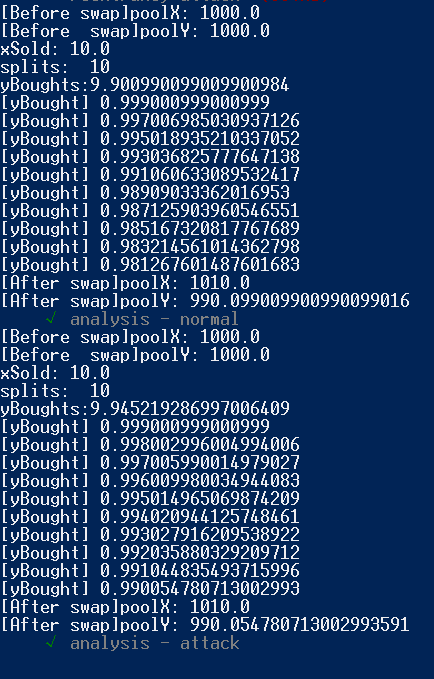 [Before swap]poolX: 1000.0
[Before  swap]poolY: 1000.0
xSold: 10.0
splits:  10
yBoughts:9.900990099009900984
[yBought] 0.999000999000999
[yBought] 0.997006985030937126
[yBought] 0.995018935210337052
[yBought] 0.993036825777647138
[yBought] 0.991060633089532417
[yBought] 0.98909033362016953
[yBought] 0.987125903960546551
[yBought] 0.985167320817767689
[yBought] 0.983214561014362798
[yBought] 0.981267601487601683
[After swap]poolX: 1010.0
[After swap]poolY: 990.099009900990099016
√ analysis - normal
[Before swap]poolX: 1000.0
[Before  swap]poolY: 1000.0
xSold: 10.0
splits:  10
yBoughts:9.945219286997006409
[yBought] 0.999000999000999
[yBought] 0.998002996004994006
[yBought] 0.997005990014979027
[yBought] 0.996009980034944083
[yBought] 0.995014965069874209
[yBought] 0.994020944125748461
[yBought] 0.993027916209538922
[yBought] 0.992035880329209712
[yBought] 0.991044835493715996
[yBought] 0.990054780713002993
[After swap]poolX: 1010.0
[After swap]poolY: 990.054780713002993591
√ analysis - attack